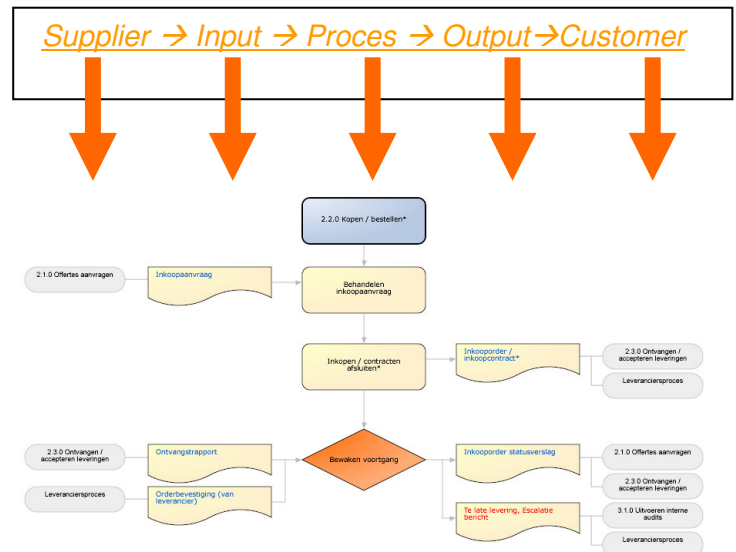 Supplier → Input → Proces → Output→Customer
2.2.0 Kopen / bestellen*
2.1.0 Offertes aanvragen
Inkoopaanvraag
Behandelen
inkoopaanvraag
Inkopen / contracten
afsluiten*
Inkooporder /
inkoopcontract*
2.3.0 Ontvangen /
accepteren leveringen
Leveranciersproces
2.3.0 Ontvangen /
accepteren leveringen
Ontvangstrapport
Bewaken voortgang
Inkooporder statusverslag
2.1.0 Offertes aanvragen
2.3.0 Ontvangen /
accepteren leveringen
Leveranciersproces
Orderbevestiging (van
leverancier)
Te late levering, Escalatie
bericht
3.1.0 Uitvoeren interne
audits
Leveranciersproces